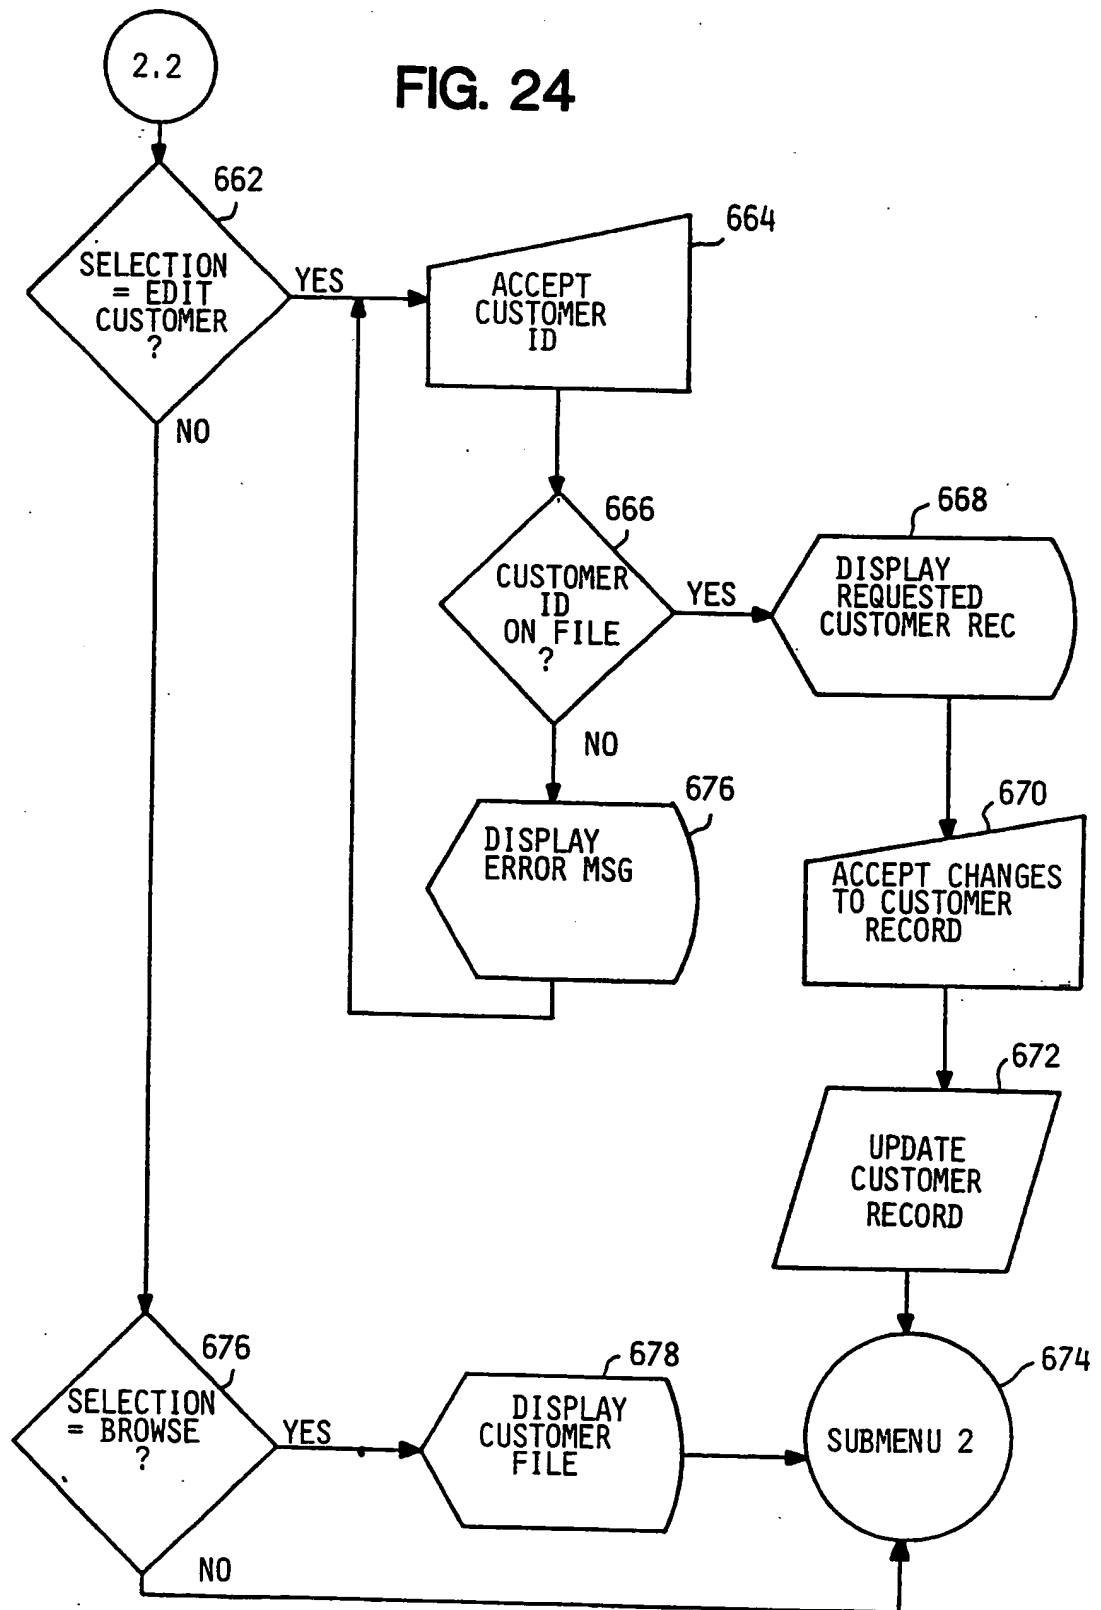 2.2
FIG. 24
662
SELECTION
= EDIT
CUSTOMER
?
YES
NO
664
ACCEPT
CUSTOMER
ID
666
CUSTOMER
ID
ON FILE
?
YES
NO
668
DISPLAY
REQUESTED
CUSTOMER REC
676
DISPLAY
ERROR MSG
670
ACCEPT CHANGES
TO CUSTOMER
RECORD
672
UPDATE
CUSTOMER
RECORD
676
SELECTION
= BROWSE
?
YES
NO
678
DISPLAY
CUSTOMER
FILE
674
SUBMENU 2